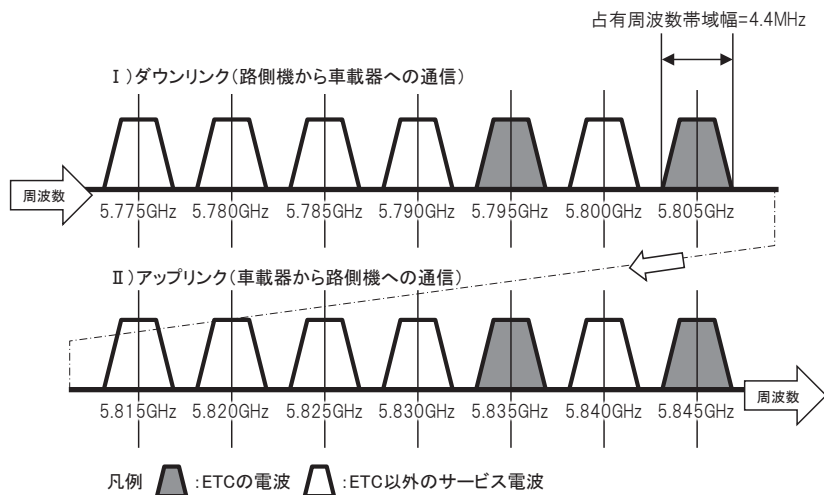 占有周波数帯域幅=4.4MHz
Ⅰ)ダウンリンク(路側機から車載器への通信)
周波数
5.775GHz 5.780GHz 5.785GHz 5.790GHz 5.795GHz 5.800GHz 5.805GHz
Ⅱ)アップリンク(車載器から路側機への通信)
5.815GHz 5.820GHz 5.825GHz 5.830GHz 5.835GHz 5.840GHz 5.845GHz
周波数
凡例 :ETCの電波 :ETC以外のサービス電波